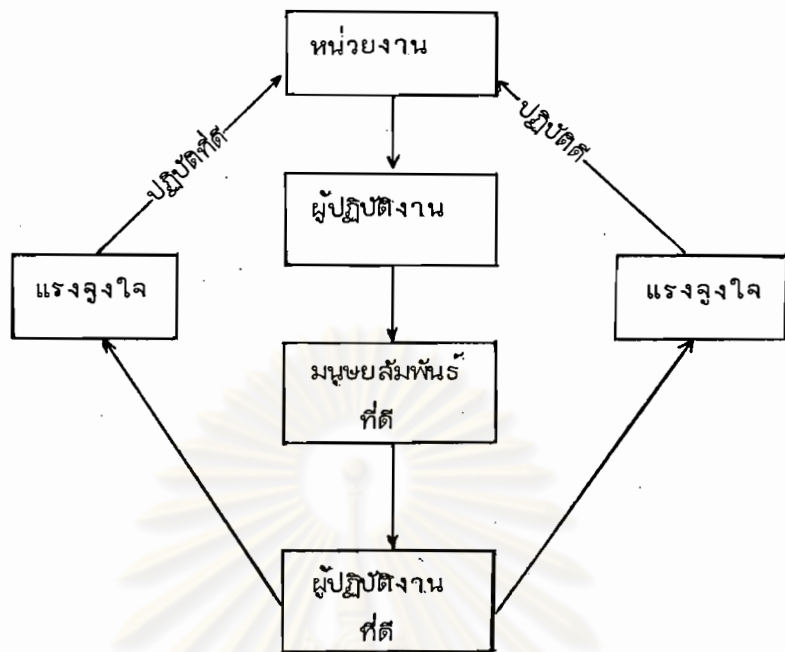 หน่วยงาน
ปฏิบัติที่ดี
ปฏิบัติดี
ผู้ปฏิบัติงาน
แรงจูงใจ
แรงจูงใจ
มนุษยสัมพันธ์
ที่ดี
ผู้ปฏิบัติงาน
ที่ดี